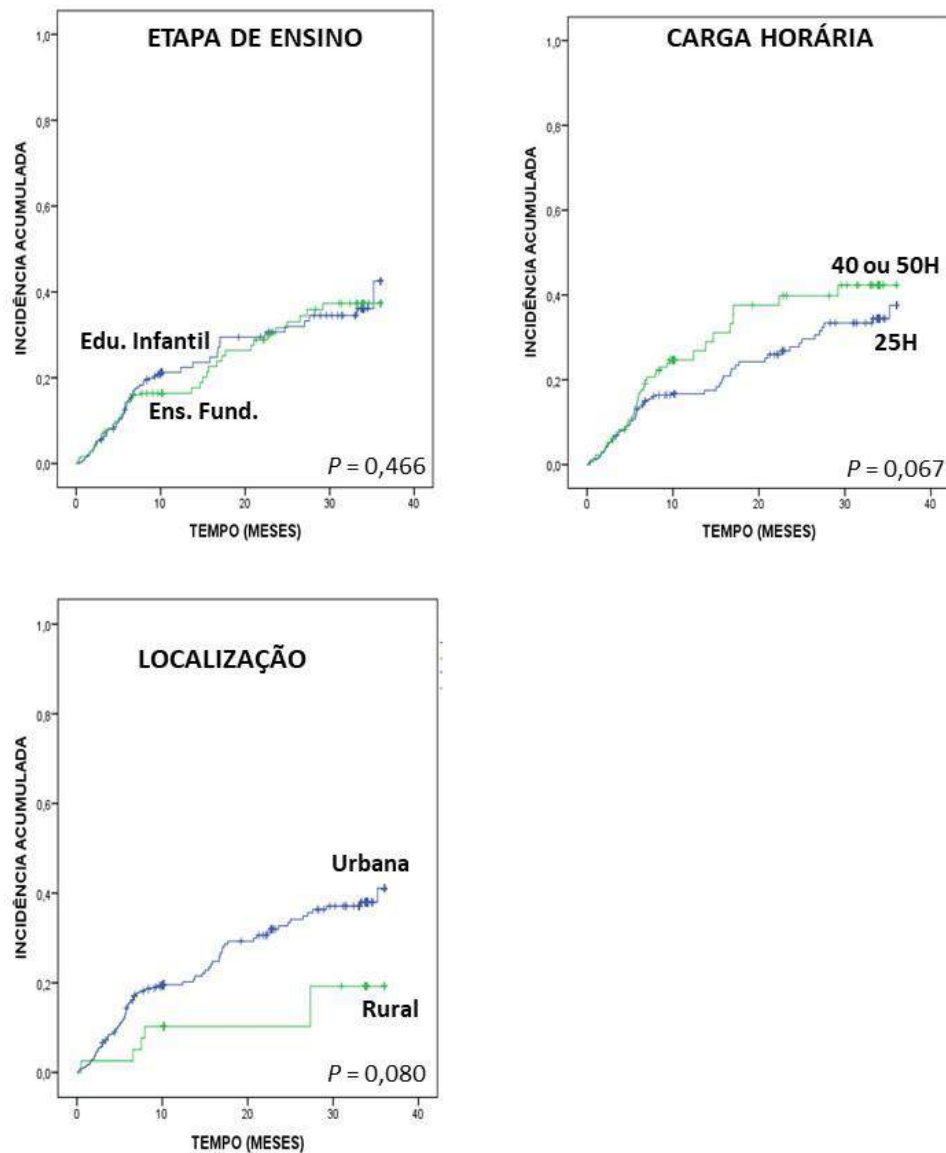 ETAPA DE ENSINO
INCIDÊNCIA ACUMULADA
1,0
0,8
0,6
0,4
0,2
0,0
Edu. Infantil
Ens. Fund.
P = 0,466
0 10 20 30 40
TEMPO (MESES)
CARGA HORÁRIA
INCIDÊNCIA ACUMULADA
1,0
0,8
0,6
0,4
0,2
0,0
40 ou 50H
25H
P = 0,067
0 10 20 30 40
TEMPO (MESES)
LOCALIZAÇÃO
INCIDÊNCIA ACUMULADA
1,0
0,8
0,6
0,4
0,2
0,0
Urbana
Rural
P = 0,080
0 10 20 30 40
TEMPO (MESES)